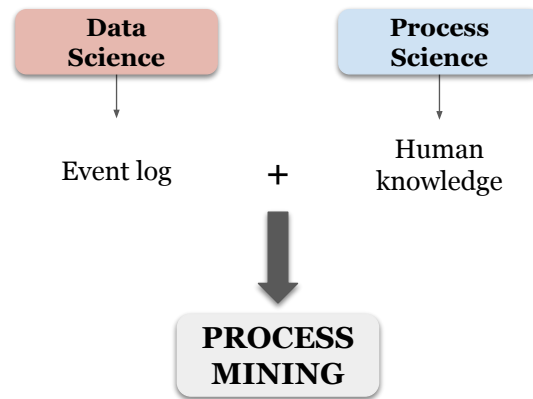 Data
Science
Process
Science
Event log
+
Human
knowledge
PROCESS
MINING